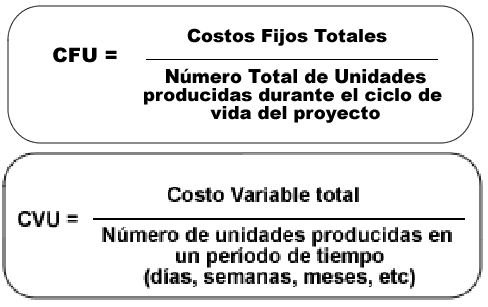 Costos Fijos Totales
CFU =
Número Total de Unidades
producidas durante el ciclo de
vida del proyecto
Costo Variable total
CVU =
Número de unidades producidas en
un período de tiempo
(días, semanas, meses, etc)